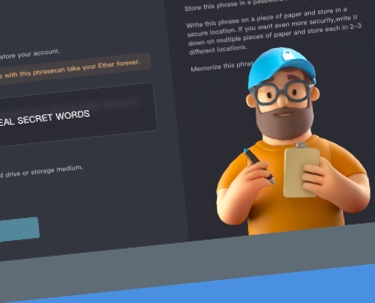 store your account.
with this phrasecan take your Ether forever.
EAL SECRET WORDS
d drive or storage medium.
Store this phrase in a password
Write this phrase on a piece of paper and store in a
secure location. If you want even more security,write it
down on multiple pieces of paper and store each in 2-3
different locations.
Memorize this phra